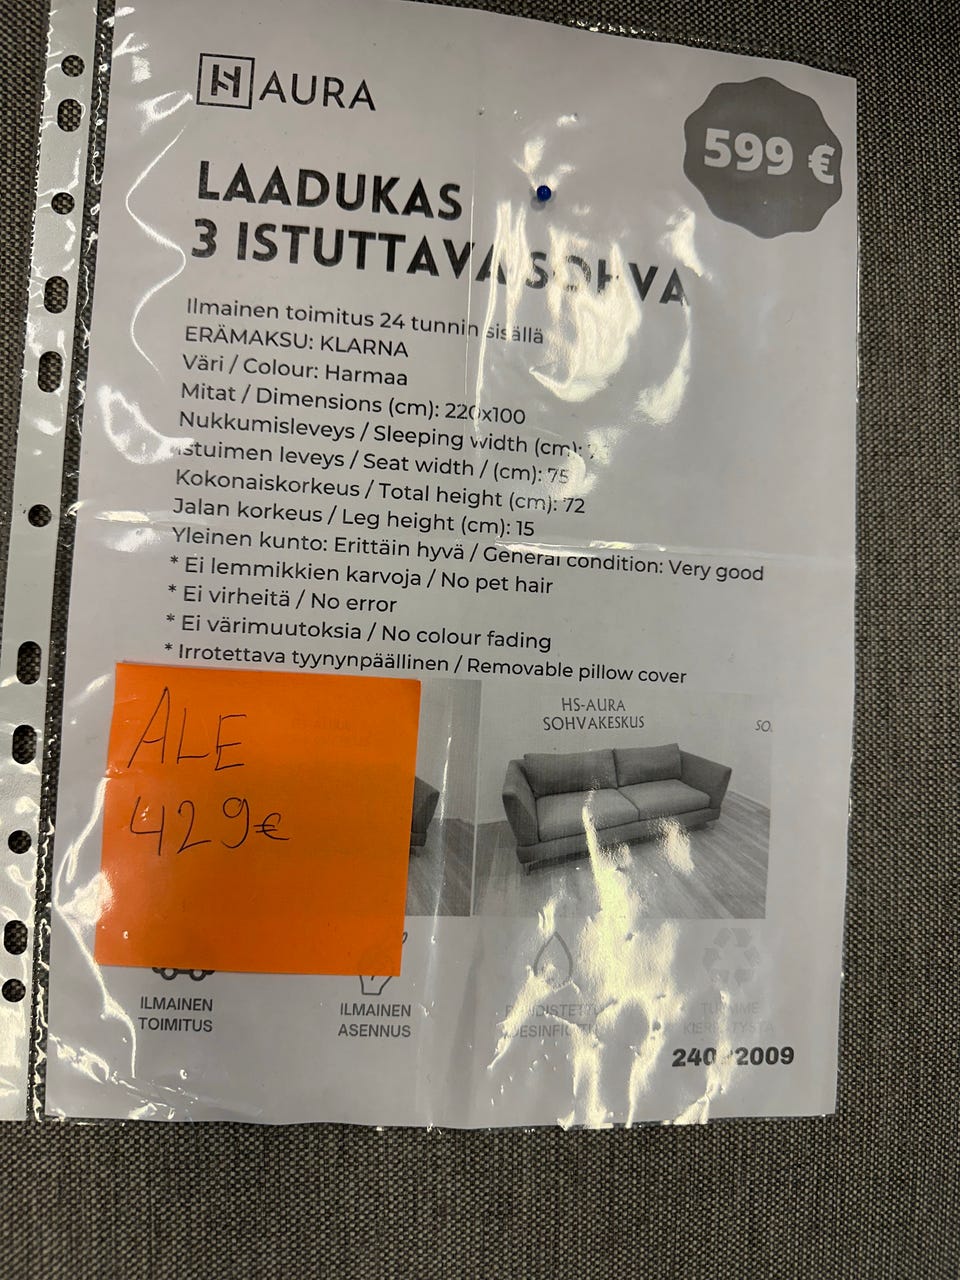 HS AURA
599 €
LAADUKAS
3 ISTUTTAVA SOHVA
Ilmainen toimitus 24 tunnin sisällä
ERÄMAKSU: KLARNA
Väri / Colour: Harmaa
Mitat / Dimensions (cm): 220x100
Nukkumisleveys / Sleeping width (cm):
Istuimen leveys / Seat width / (cm): 75
Kokonaiskorkeus / Total height (cm): 72
Jalan korkeus / Leg height (cm): 15
Yleinen kunto: Erittäin hyvä / General condition: Very good
* Ei lemmikkien karvoja / No pet hair
* Ei virheitä / No error
* Ei värimuutoksia / No colour fading
* Irrotettava tyynynpäällinen / Removable pillow cover
ALE
429€
HS-AURA
SOHVAKESKUS
ILMAINEN
TOIMITUS
ILMAINEN
ASENNUS